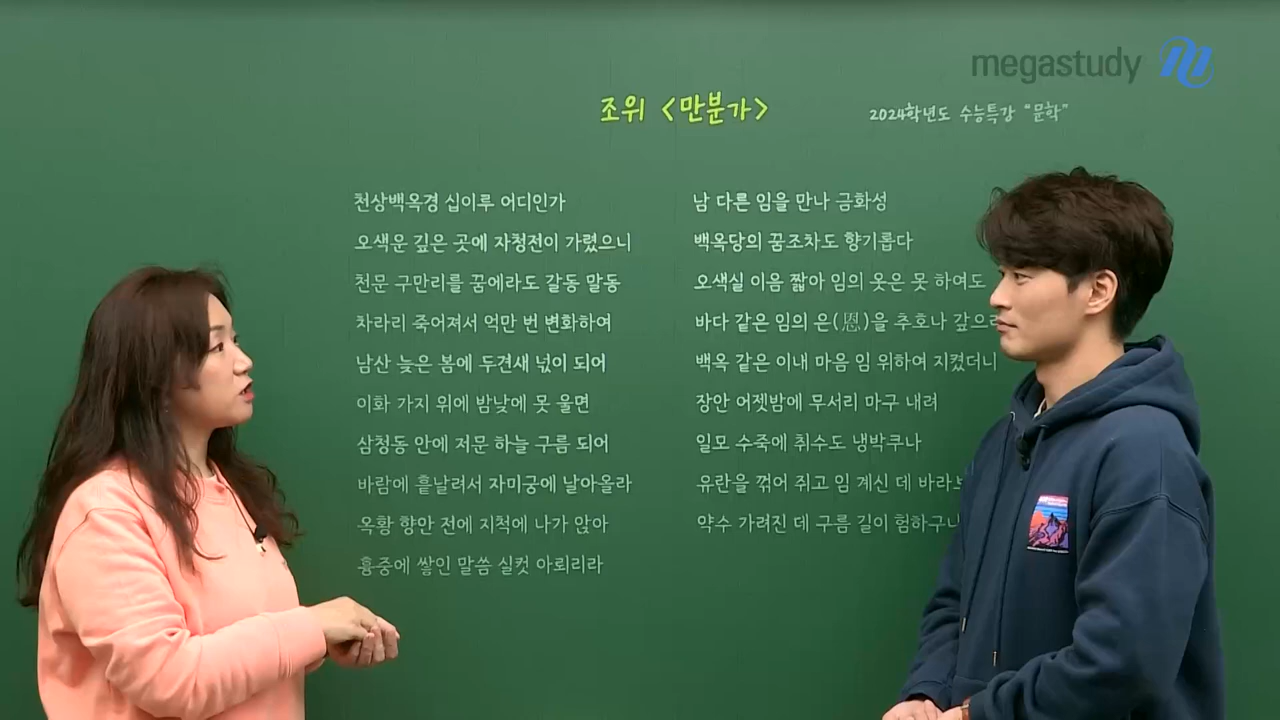 megastudy
조위 <만분가>
2024학년도 수능특강 “문학”
천상백옥경 십이루 어디인가
오색운 깊은 곳에 자청전이 가렸으니
천문 구만리를 꿈에라도 갈동 말동
차라리 죽어져서 억만 번 변화하여
남산 늦은 봄에 두견새 넋이 되어
이화 가지 위에 밤낮에 못 울면
삼청동 안에 저문 하늘 구름 되어
바람에 흩날려서 자미궁에 날아올라
옥황 향안 전에 지척에 나가 앉아
흉중에 쌓인 말씀 실컷 아뢰리라
남 다른 임을 만나 금화성
백옥당의 꿈조차도 향기롭다
오색실 이음 짧아 임의 옷은 못 하여도
바다 같은 임의 은(恩)을 추호나 갚으
백옥 같은 이내 마음 임 위하여 지켰더니
장안 어젯밤에 무서리 마구 내려
일모 수죽에 취수도 냉박쿠나
유란을 꺾어 쥐고 임 계신 데 바라보
약수 가려진 데 구름 길이 험하구나